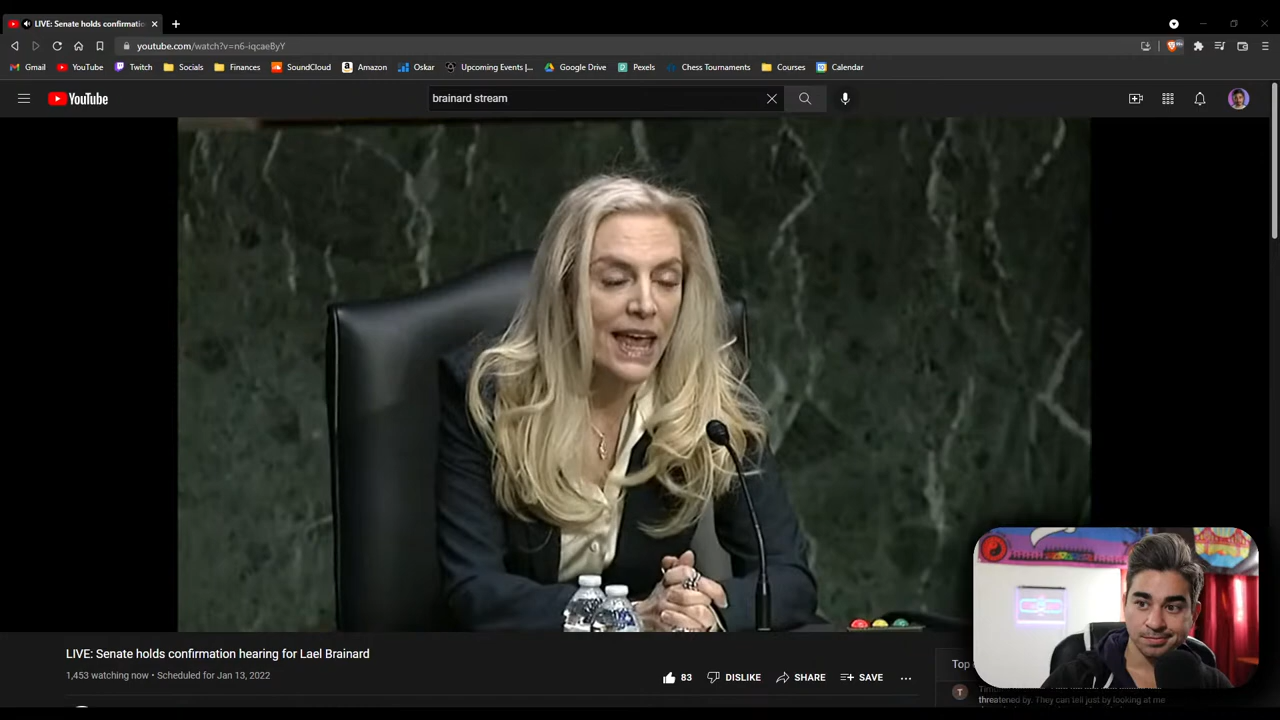 LIVE: Senate holds confirmatio
youtube.com/watch?v=n6-iqcaeByY
Gmail YouTube Twitch Socials Finances SoundCloud Amazon Oskar Upcoming Events |... Google Drive Pexels Chess Tournaments Courses Calendar
YouTube
brainard stream
LIVE: Senate holds confirmation hearing for Lael Brainard
1,453 watching now • Scheduled for Jan 13, 2022
83 DISLIKE SHARE SAVE
Top
T
threatened by. They can tell just by looking at me